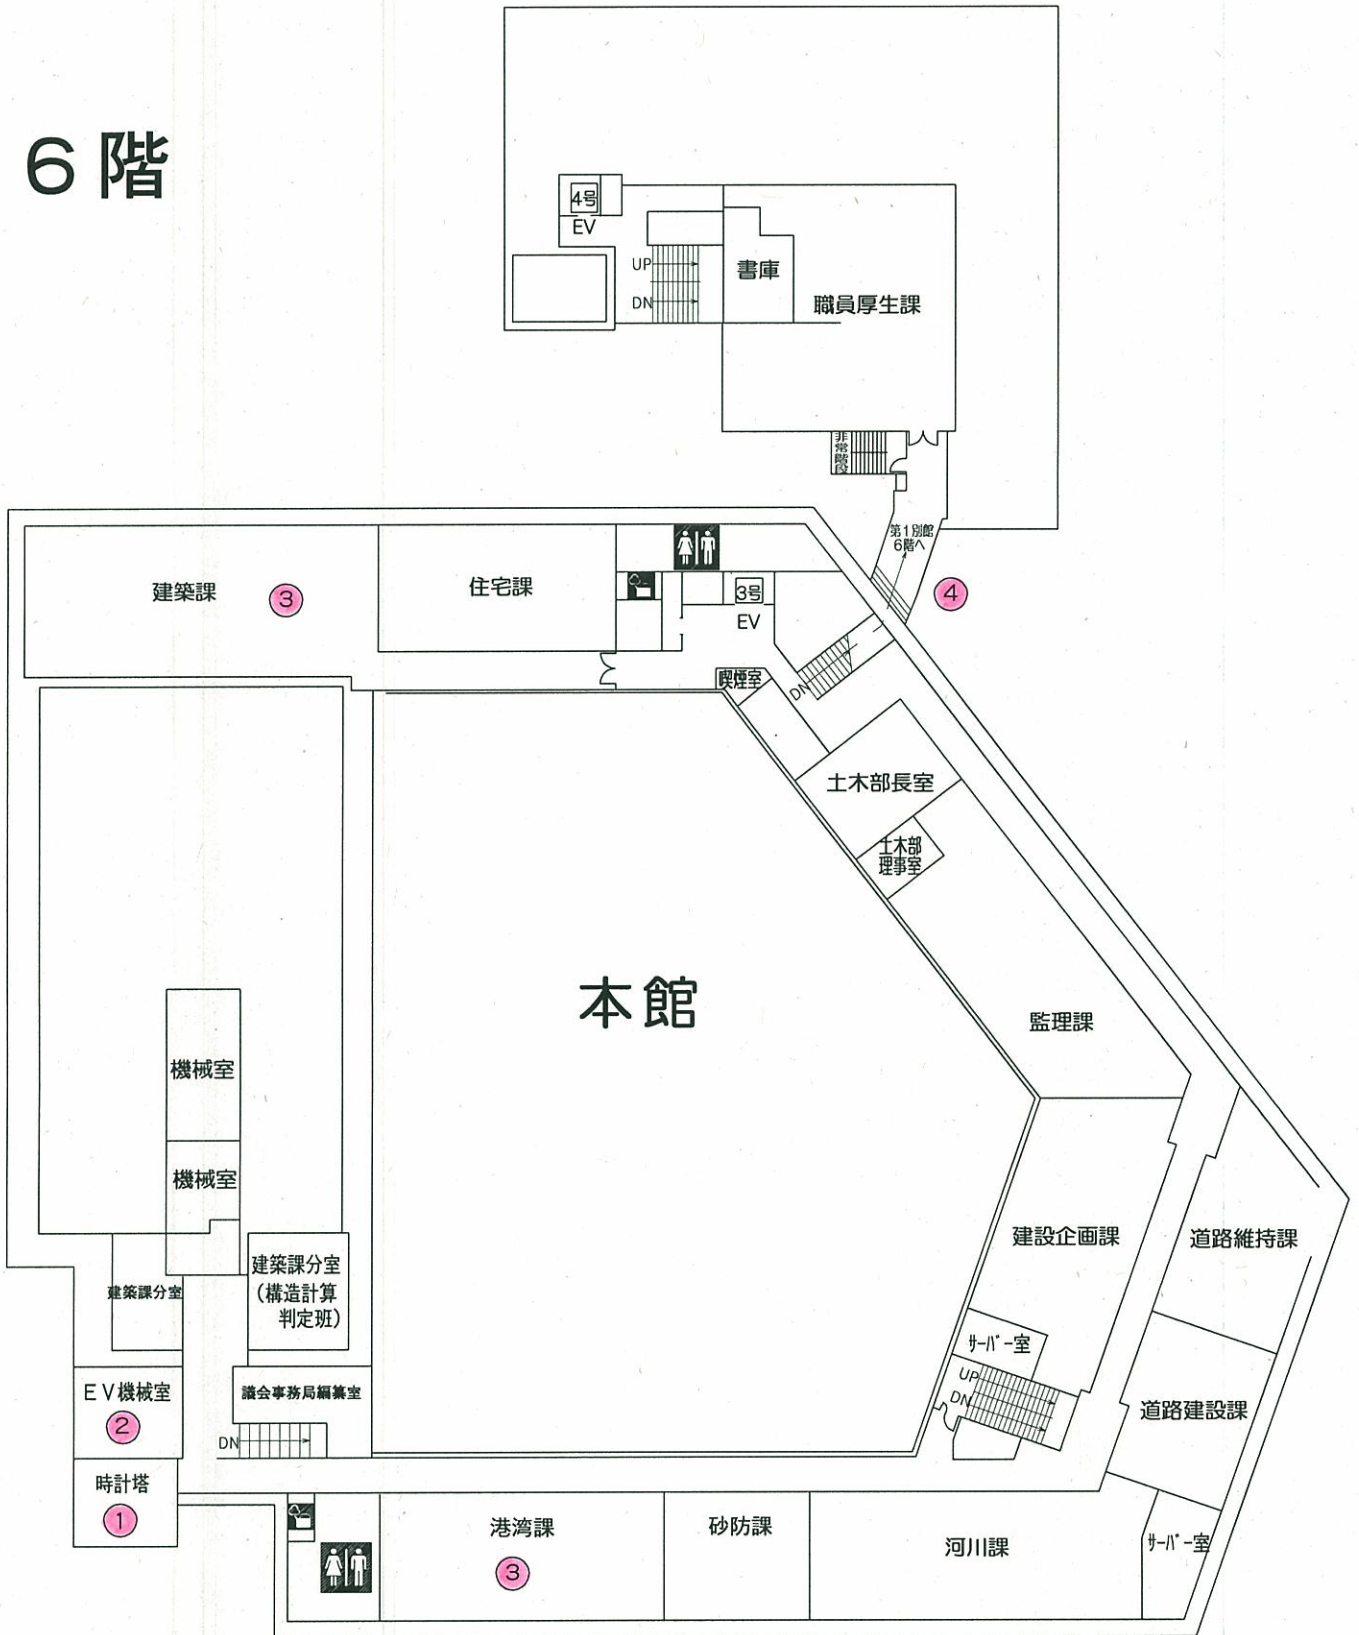 6階
4号
EV
UP
DN
書庫
職員厚生課
非常階段
第1別館
6階へ
④
建築課
③
住宅課
3号
EV
喫煙室
DN
土木部長室
土木部
理事室
本館
監理課
機械室
機械室
建設企画課
道路維持課
建築課分室
建築課分室
(構造計算
判定班)
サーバー室
UP
DN
EV機械室
②
議会事務局編纂室
道路建設課
DN
時計塔
①
港湾課
③
砂防課
河川課
サーバー室